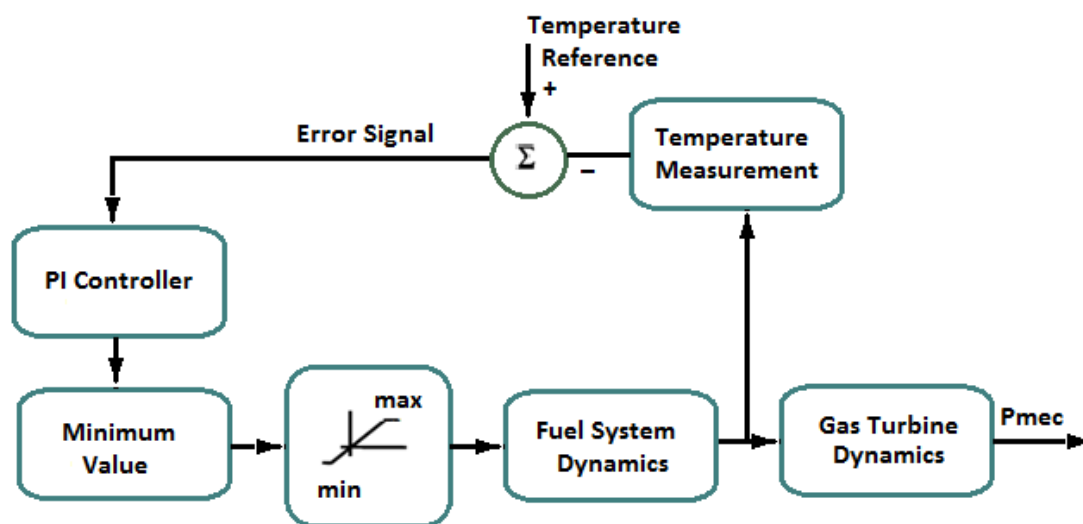 Temperature
Reference
+
Error Signal
Σ
−
Temperature
Measurement
PI Controller
Minimum
Value
max
min
Fuel System
Dynamics
Gas Turbine
Dynamics
Pmec